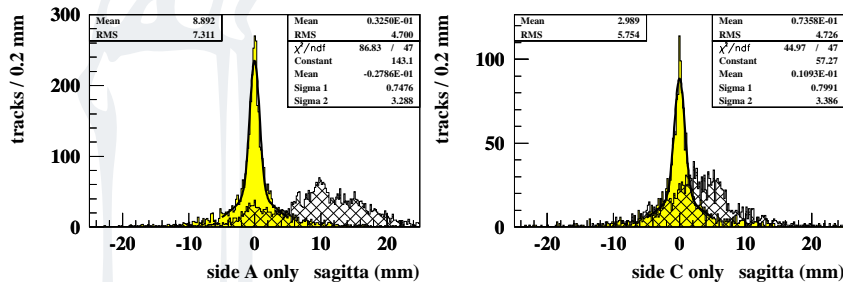 Mean 8.892
RMS 7.311
Mean 0.3250E-01
RMS 4.700
χ²/ndf 86.83 / 47
Constant 143.1
Mean -0.2786E-01
Sigma 1 0.7476
Sigma 2 3.288
tracks / 0.2 mm
300
200
100
0
-20 -10 0 10 20
side A only sagitta (mm)
Mean 2.989
RMS 5.754
Mean 0.7358E-01
RMS 4.726
χ²/ndf 44.97 / 47
Constant 57.27
Mean 0.1093E-01
Sigma 1 0.7991
Sigma 2 3.386
tracks / 0.2 mm
100
50
0
-20 -10 0 10 20
side C only sagitta (mm)